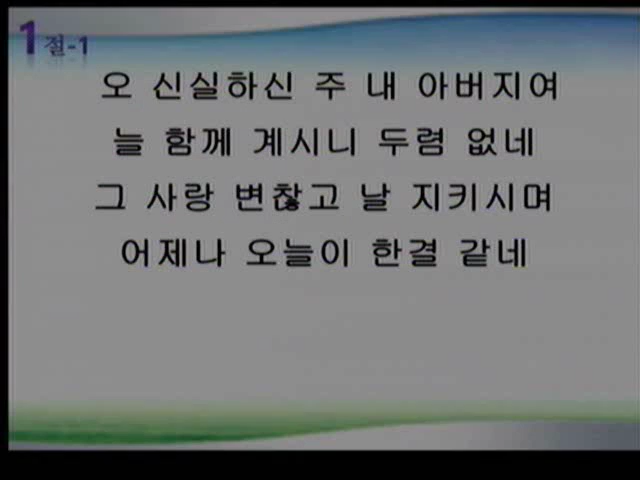 1절-1
오 신실하신 주 내 아버지여
늘 함께 계시니 두렴 없네
그 사랑 변찮고 날 지키시며
어제나 오늘이 한결 같네